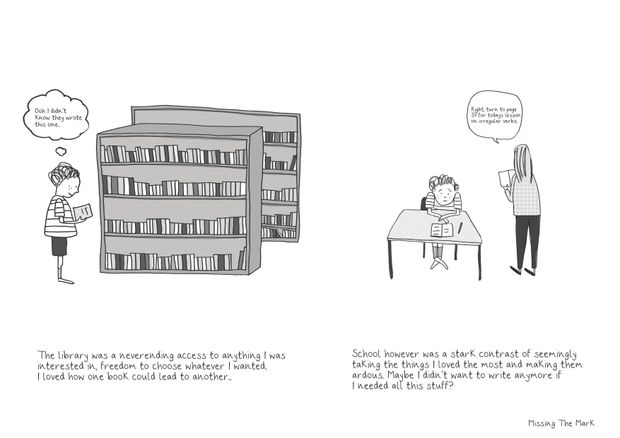 Ooh I didn't
Know they wrote
this one.
The library was a neverending access to anything I was
interested in, freedom to choose whatever I wanted.
I loved how one book could lead to another...
Right, turn to page
37 for todays lesson
on irregular verbs.
School however was a stark contrast of seemingly
taking the things I loved the most and making them
ardous. Maybe I didn't want to write anymore if
I needed all this stuff?
Missing The Mark